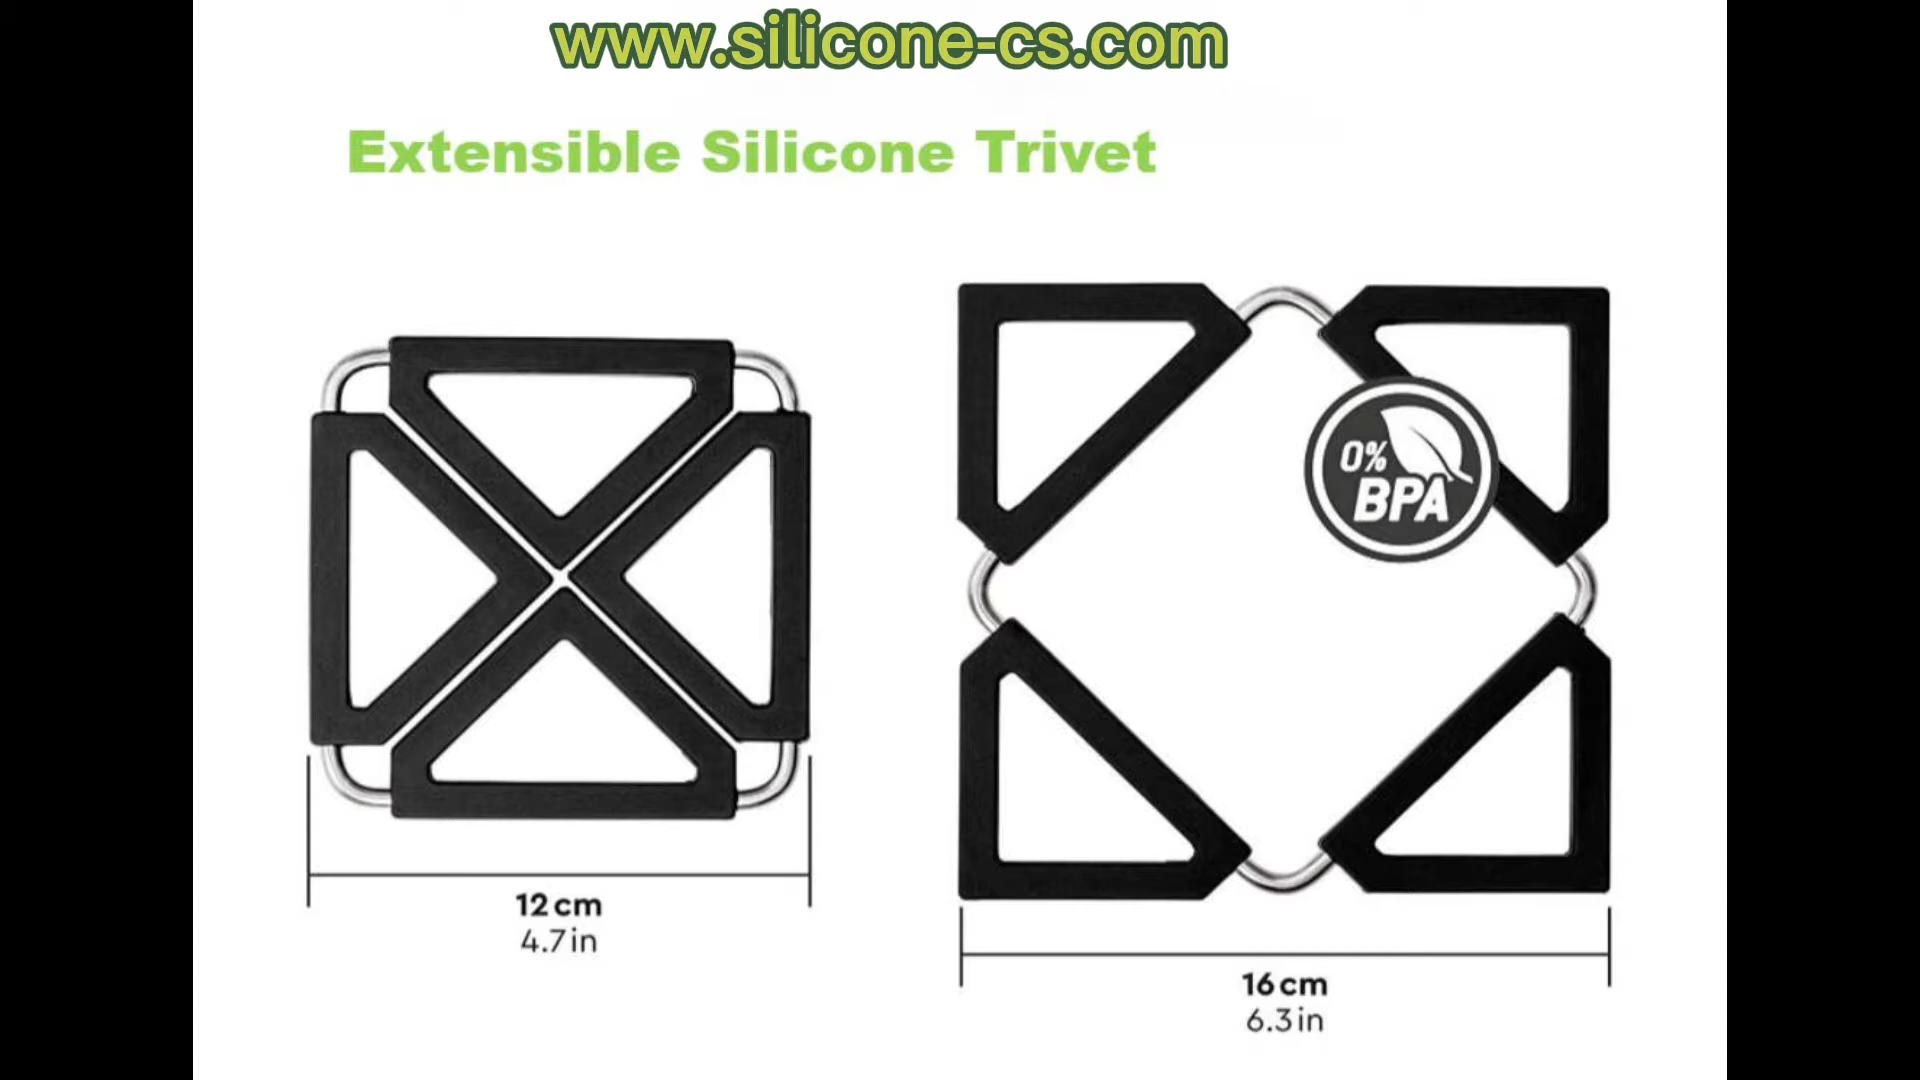 www.silicone-cs.com
Extensible Silicone Trivet
0%
BPA
12 cm
4.7 in
16 cm
6.3 in